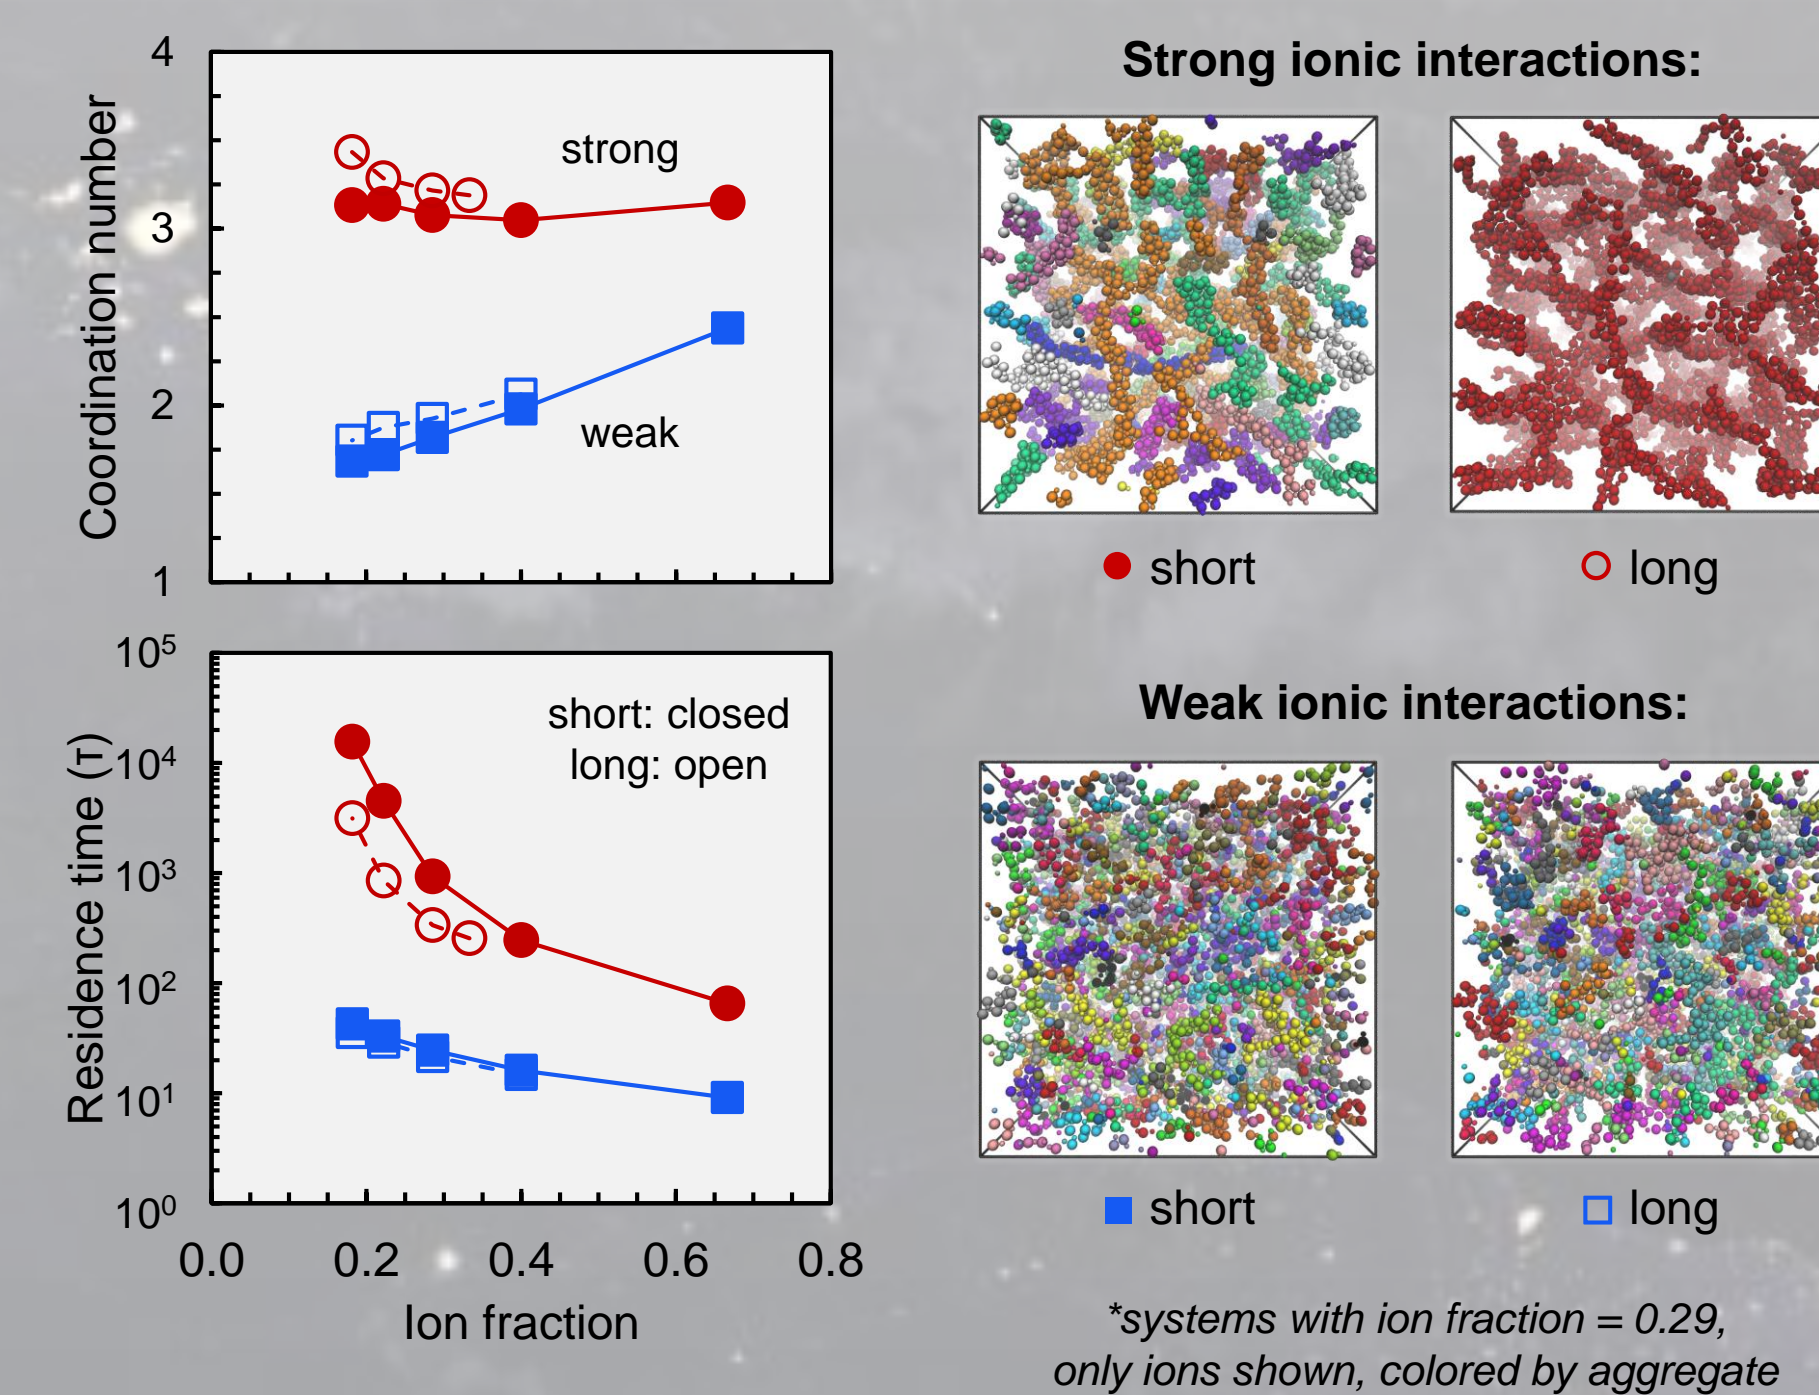 4
3
2
1
Coordination number
strong
weak
10⁵
10⁴
10³
10²
10¹
10⁰
Residence time (τ)
short: closed
long: open
0.0 0.2 0.4 0.6 0.8
Ion fraction
Strong ionic interactions:
short long
Weak ionic interactions:
short long
*systems with ion fraction = 0.29,
only ions shown, colored by aggregate